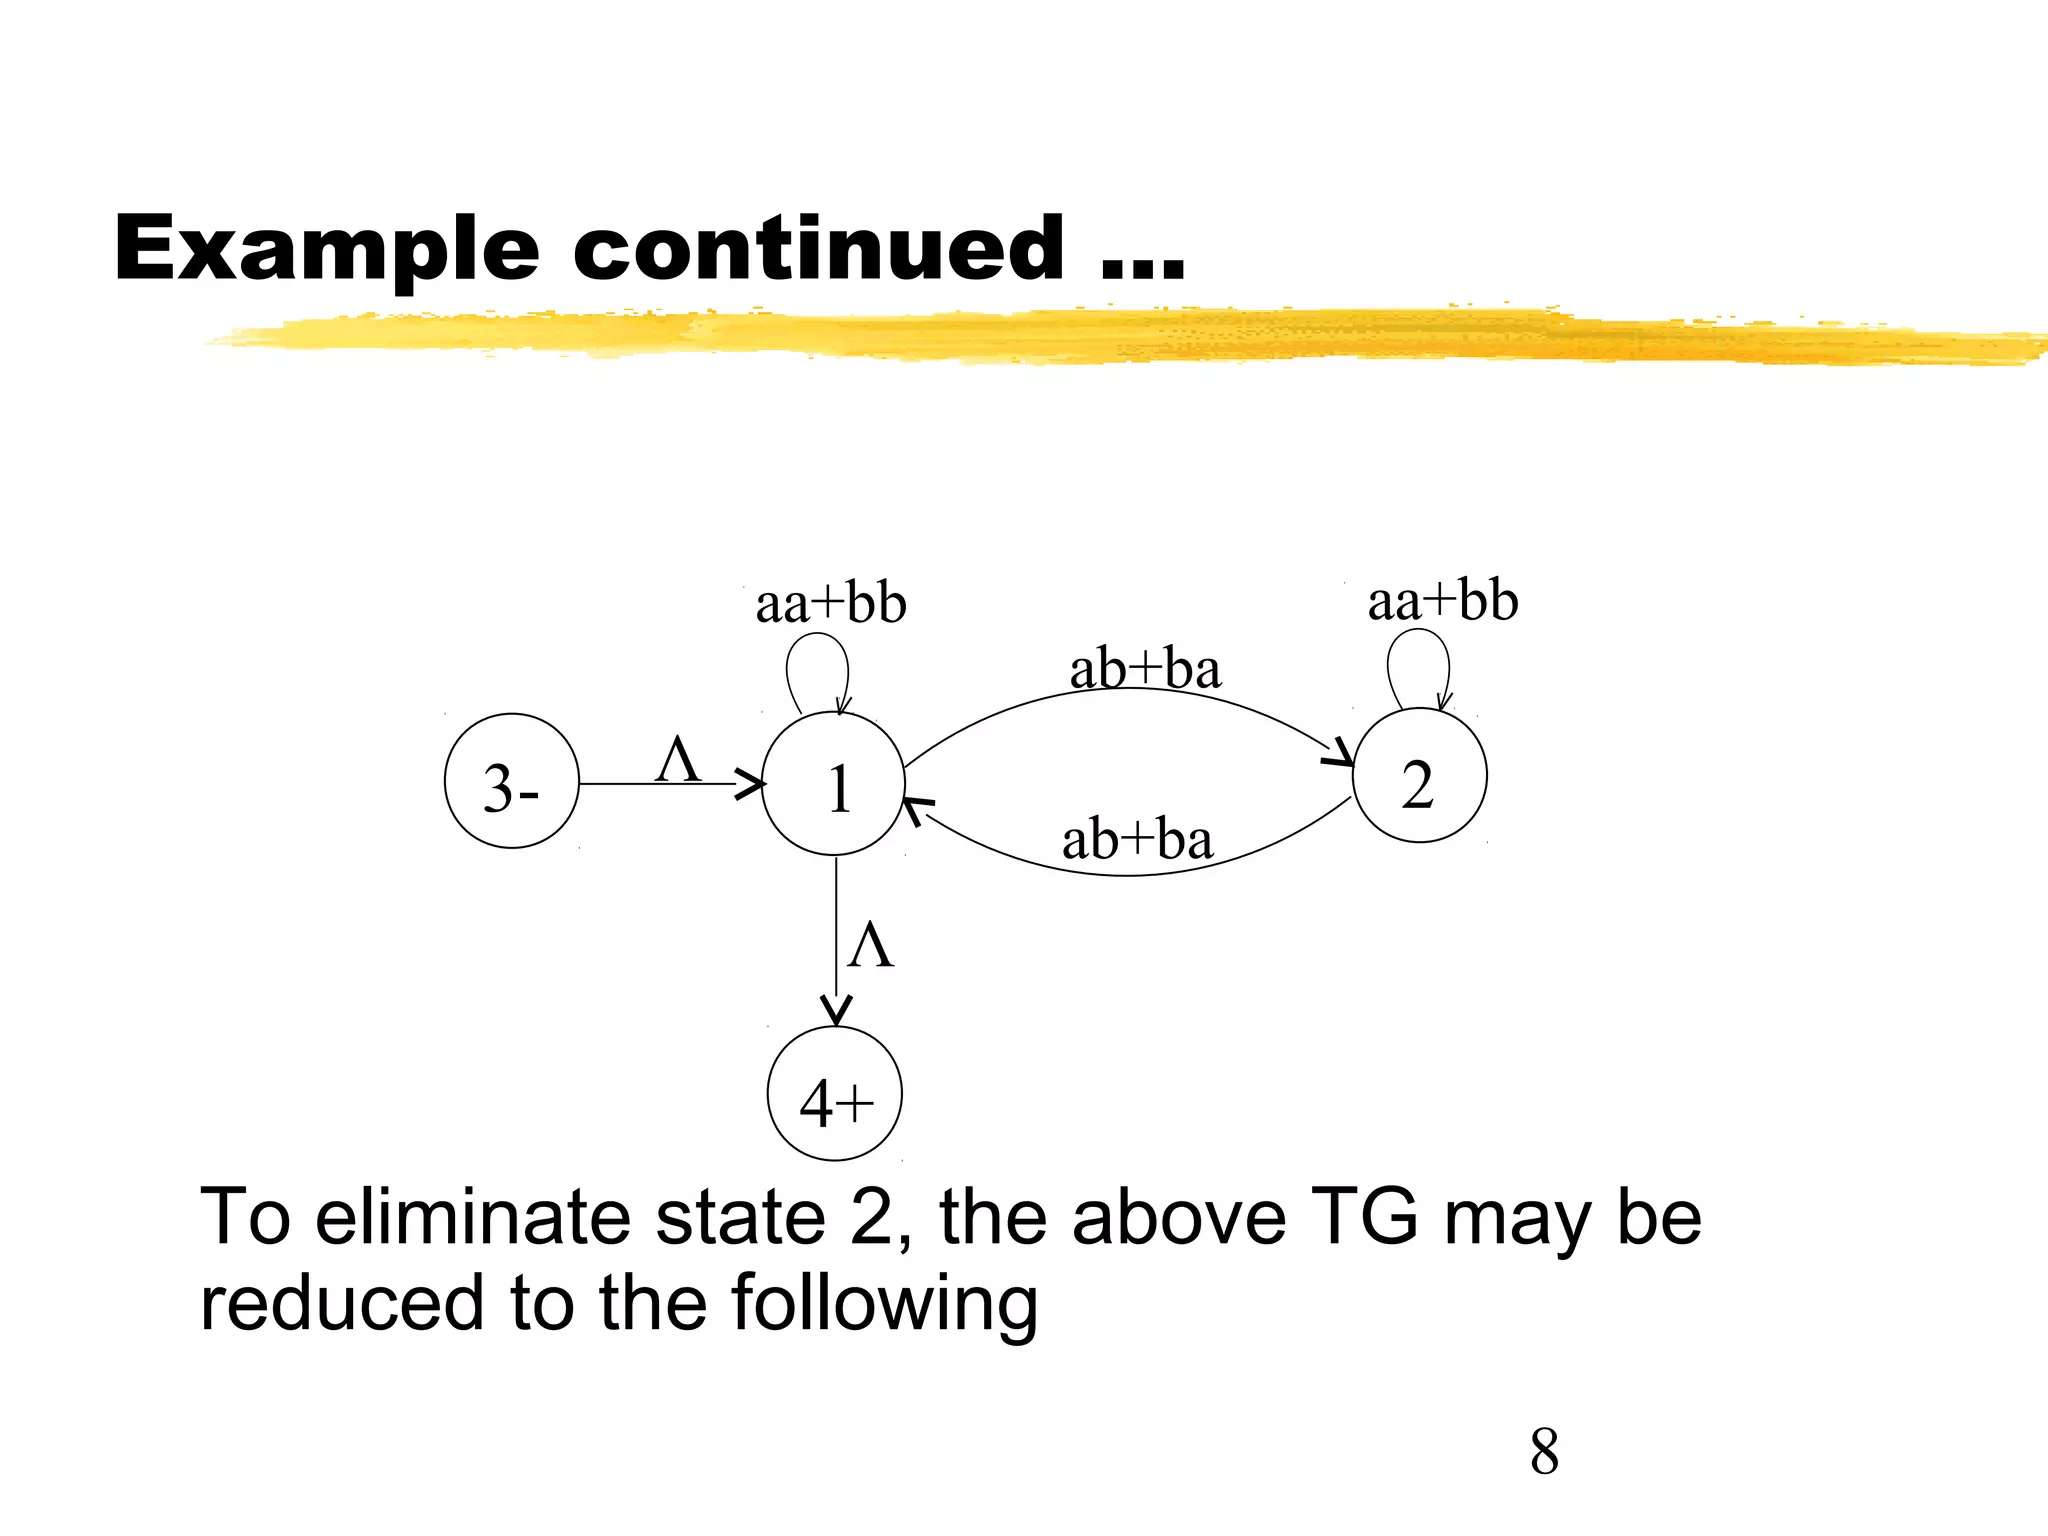 Example continued ...
aa+bb
aa+bb
ab+ba
3-
Λ
1
2
ab+ba
Λ
4+
To eliminate state 2, the above TG may be
reduced to the following
8